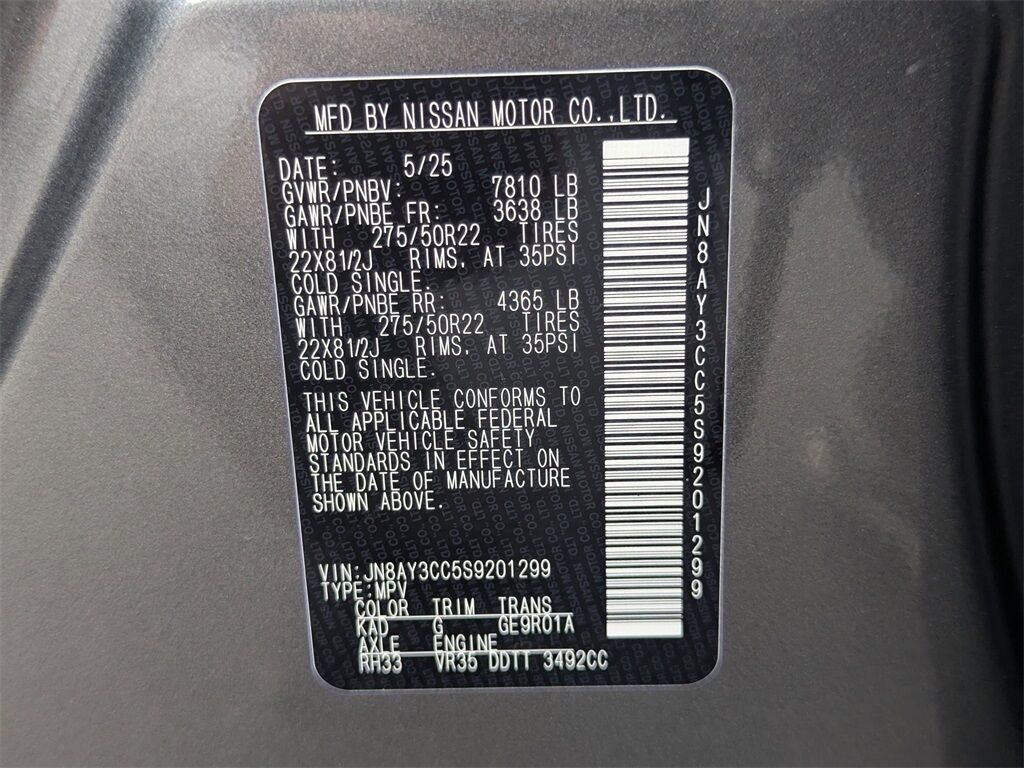 MFD BY NISSAN MOTOR CO.,LTD.
DATE: 5/25
GVWR/PNBV: 7810 LB
GAWR/PNBE FR: 3638 LB
WITH 275/50R22 TIRES
22X81/2J RIMS, AT 35PSI
COLD SINGLE.
GAWR/PNBE RR: 4365 LB
WITH 275/50R22 TIRES
22X81/2J RIMS, AT 35PSI
COLD SINGLE.
THIS VEHICLE CONFORMS TO
ALL APPLICABLE FEDERAL
MOTOR VEHICLE SAFETY
STANDARDS IN EFFECT ON
THE DATE OF MANUFACTURE
SHOWN ABOVE.
VIN:JN8AY3CC5S9201299
TYPE:MPV
COLOR TRIM TRANS
KAD G GE9R01A
AXLE ENGINE
RH33 VR35 DDTT 3492CC
JN8AY3CC5S9201299